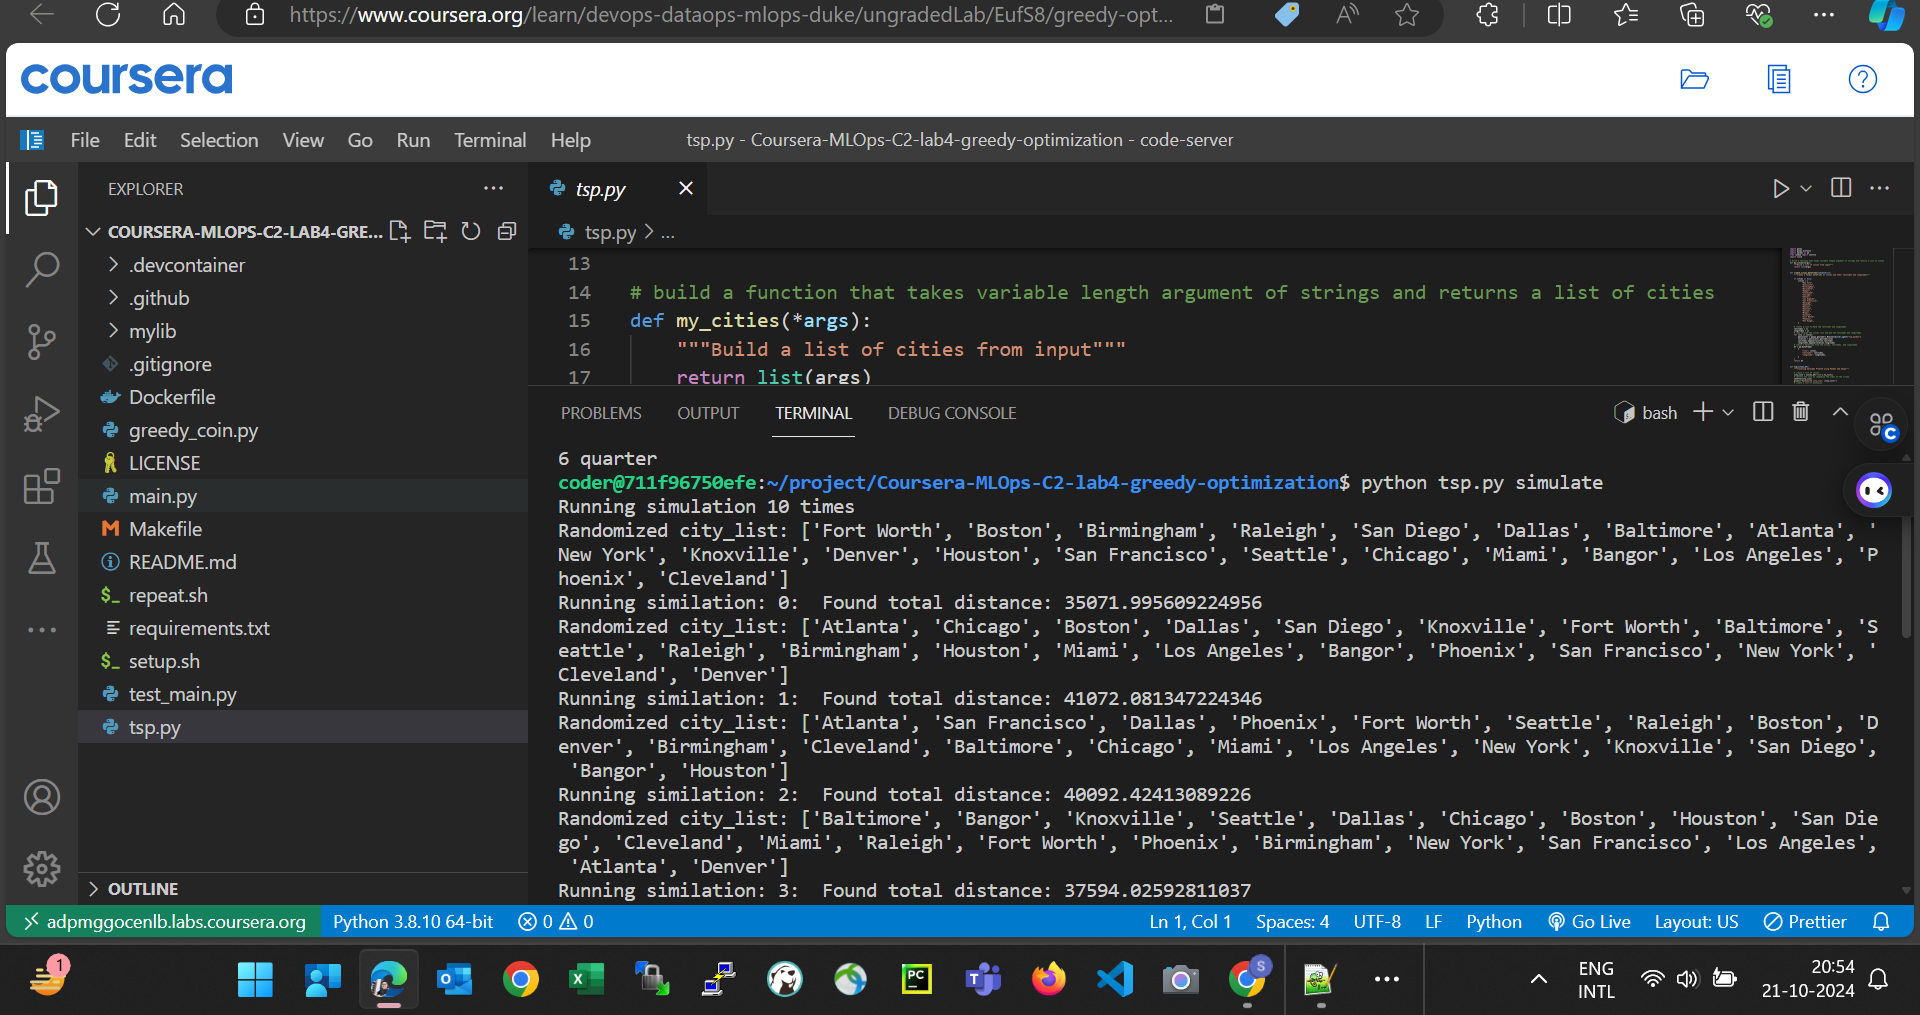 https://www.coursera.org/learn/devops-dataops-mlops-duke/ungradedLab/EufS8/greedy-opt...
coursera
File Edit Selection View Go Run Terminal Help
tsp.py - Coursera-MLOps-C2-lab4-greedy-optimization - code-server
EXPLORER
COURSERA-MLOPS-C2-LAB4-GRE...
.devcontainer
.github
mylib
.gitignore
Dockerfile
greedy_coin.py
LICENSE
main.py
Makefile
README.md
repeat.sh
requirements.txt
setup.sh
test_main.py
tsp.py
OUTLINE
tsp.py
tsp.py > ...
13
14 # build a function that takes variable length argument of strings and returns a list of cities
15 def my_cities(*args):
16 """Build a list of cities from input"""
17 return list(args)
PROBLEMS OUTPUT TERMINAL DEBUG CONSOLE
bash
6 quarter
coder@711f96750efe:~/project/Coursera-MLOps-C2-lab4-greedy-optimization$ python tsp.py simulate
Running simulation 10 times
Randomized city_list: ['Fort Worth', 'Boston', 'Birmingham', 'Raleigh', 'San Diego', 'Dallas', 'Baltimore', 'Atlanta', '
New York', 'Knoxville', 'Denver', 'Houston', 'San Francisco', 'Seattle', 'Chicago', 'Miami', 'Bangor', 'Los Angeles', 'P
hoenix', 'Cleveland']
Running similation: 0:  Found total distance: 35071.995609224956
Randomized city_list: ['Atlanta', 'Chicago', 'Boston', 'Dallas', 'San Diego', 'Knoxville', 'Fort Worth', 'Baltimore', 'S
eattle', 'Raleigh', 'Birmingham', 'Houston', 'Miami', 'Los Angeles', 'Bangor', 'Phoenix', 'San Francisco', 'New York', '
Cleveland', 'Denver']
Running similation: 1:  Found total distance: 41072.081347224346
Randomized city_list: ['Atlanta', 'San Francisco', 'Dallas', 'Phoenix', 'Fort Worth', 'Seattle', 'Raleigh', 'Boston', 'D
enver', 'Birmingham', 'Cleveland', 'Baltimore', 'Chicago', 'Miami', 'Los Angeles', 'New York', 'Knoxville', 'San Diego',
 'Bangor', 'Houston']
Running similation: 2:  Found total distance: 40092.42413089226
Randomized city_list: ['Baltimore', 'Bangor', 'Knoxville', 'Seattle', 'Dallas', 'Chicago', 'Boston', 'Houston', 'San Die
go', 'Cleveland', 'Miami', 'Raleigh', 'Fort Worth', 'Phoenix', 'Birmingham', 'New York', 'San Francisco', 'Los Angeles',
 'Atlanta', 'Denver']
Running similation: 3:  Found total distance: 37594.02592811037
adpmggocenlb.labs.coursera.org Python 3.8.10 64-bit 0 0 Ln 1, Col 1 Spaces: 4 UTF-8 LF Python Go Live Layout: US Prettier
1
ENG
INTL
20:54
21-10-2024